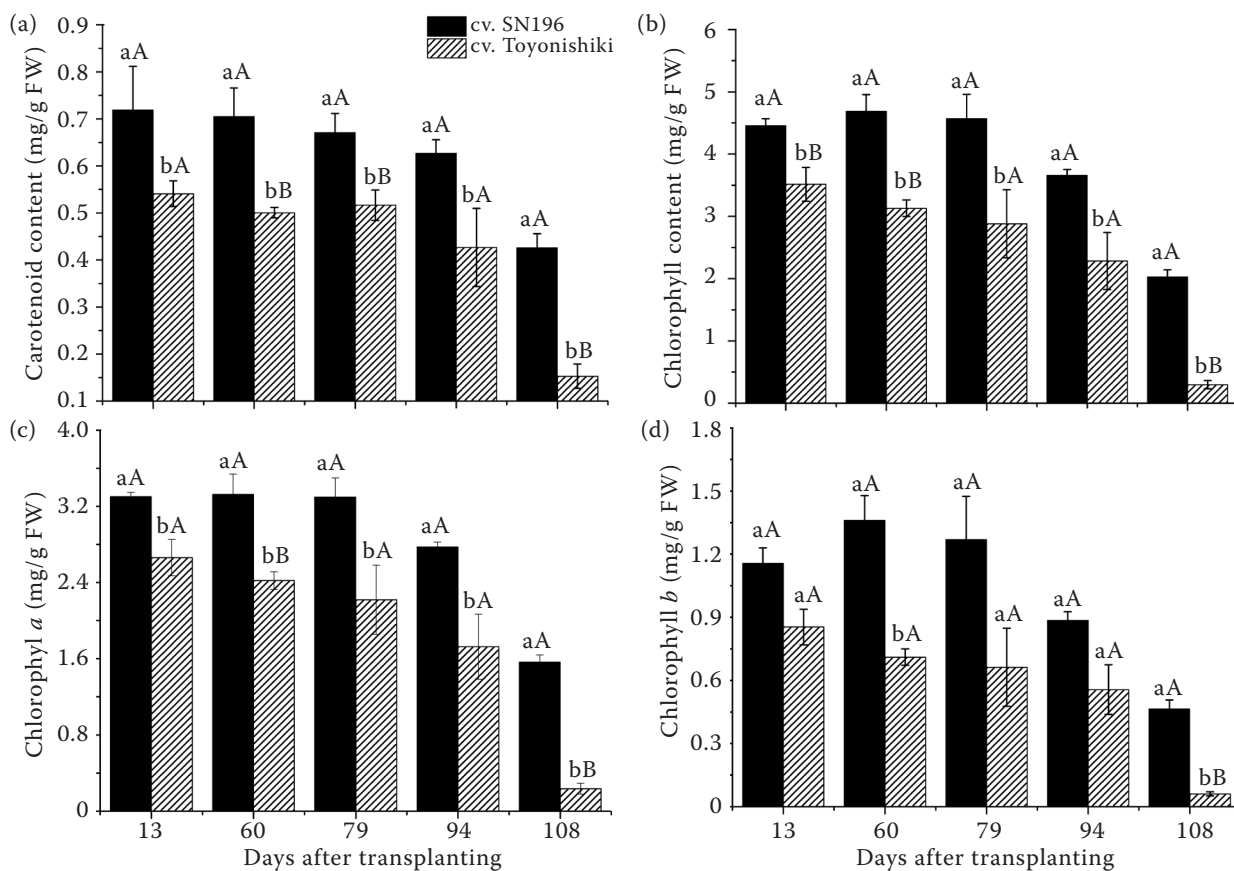 (a)
Carotenoid content (mg/g FW)
0.9
0.8
0.7
0.6
0.5
0.4
0.3
0.2
0.1
cv. SN196
cv. Toyonishiki
aA
bA
aA
bB
aA
bB
aA
bA
aA
bB
(b)
Chlorophyll content (mg/g FW)
6
5
4
3
2
1
0
aA
bB
aA
bB
aA
bA
aA
bA
aA
bB
(c)
Chlorophyl a (mg/g FW)
4.0
3.2
2.4
1.6
0.8
0
aA
bA
aA
bB
aA
bA
aA
bA
aA
bB
13
60
79
94
108
Days after transplanting
(d)
Chlorophyll b (mg/g FW)
1.8
1.5
1.2
0.9
0.6
0.3
0
aA
aA
aA
bA
aA
aA
aA
aA
aA
bB
13
60
79
94
108
Days after transplanting